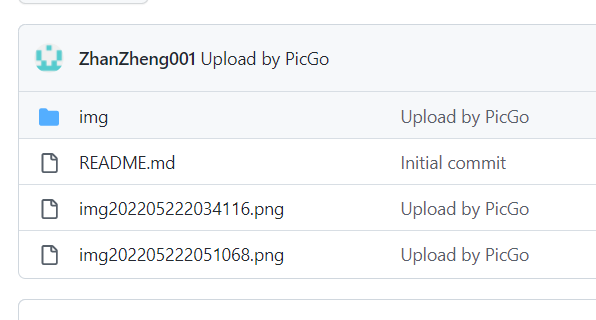 ZhanZheng001 Upload by PicGo
img Upload by PicGo
README.md Initial commit
img202205222034116.png Upload by PicGo
img202205222051068.png Upload by PicGo